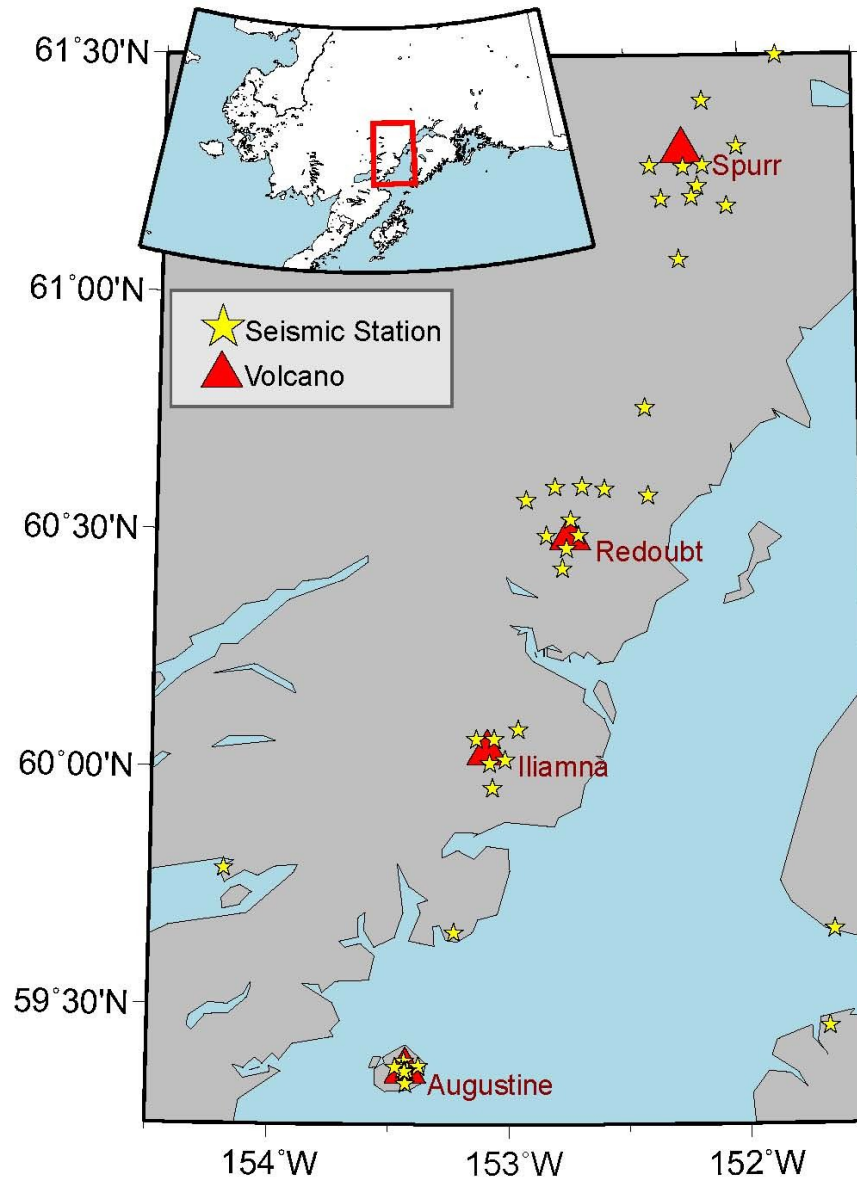 61°30'N
Spurr
61°00'N
Seismic Station
Volcano
60°30'N
Redoubt
60°00'N
Iliamna
59°30'N
Augustine
154°W
153°W
152°W